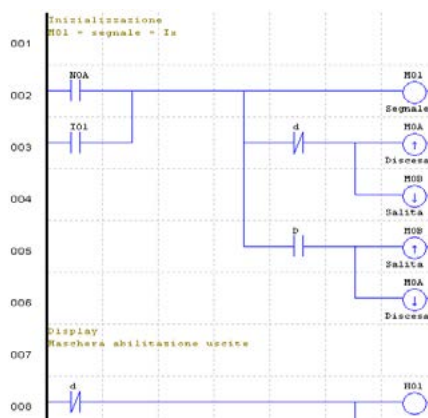 Inizializzazione
001
M01 - segnale - Is
N0A M01
002
Segnale
T01 d M0A
003
Discesa
M0B
004
Salita
D M0B
005
Salita
M0A
006
Discesa
Display
007
Maschera abilitazione uscite
d H01
008